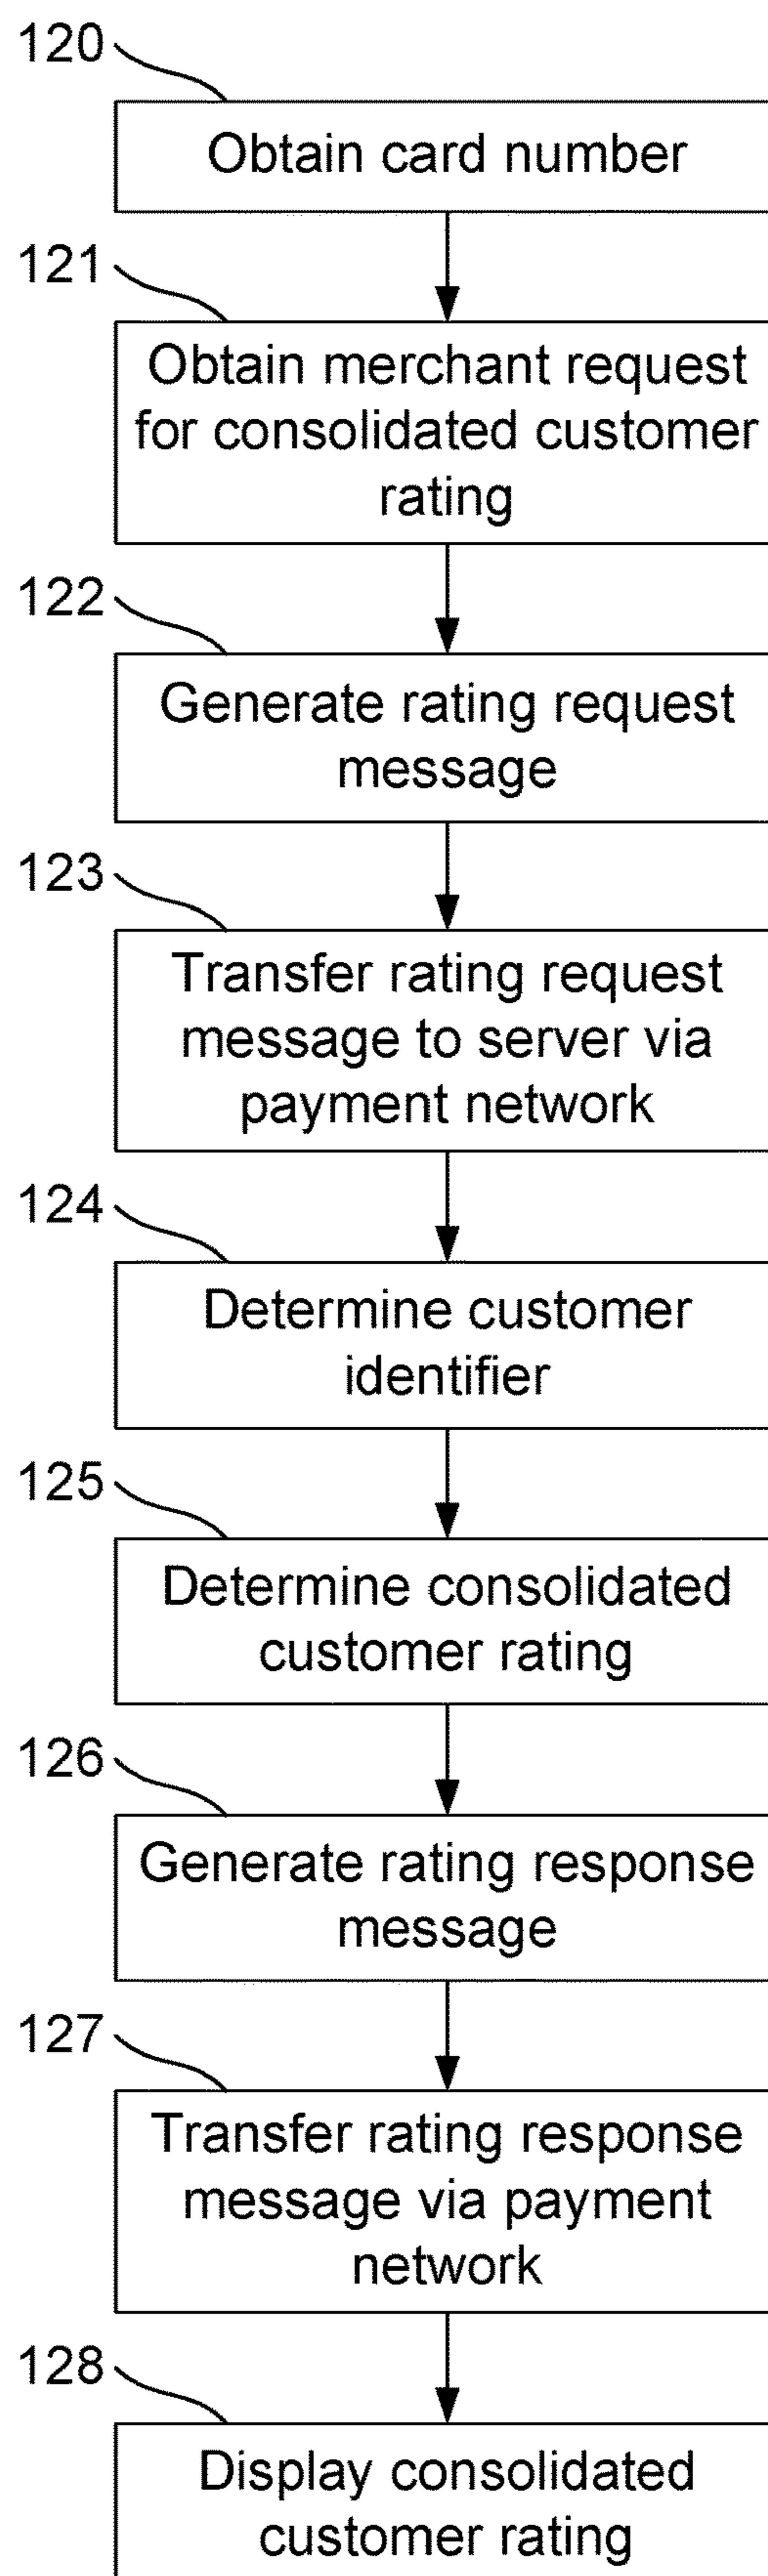 120
Obtain card number
121
Obtain merchant request
for consolidated customer
rating
122
Generate rating request
message
123
Transfer rating request
message to server via
payment network
124
Determine customer
identifier
125
Determine consolidated
customer rating
126
Generate rating response
message
127
Transfer rating response
message via payment
network
128
Display consolidated
customer rating